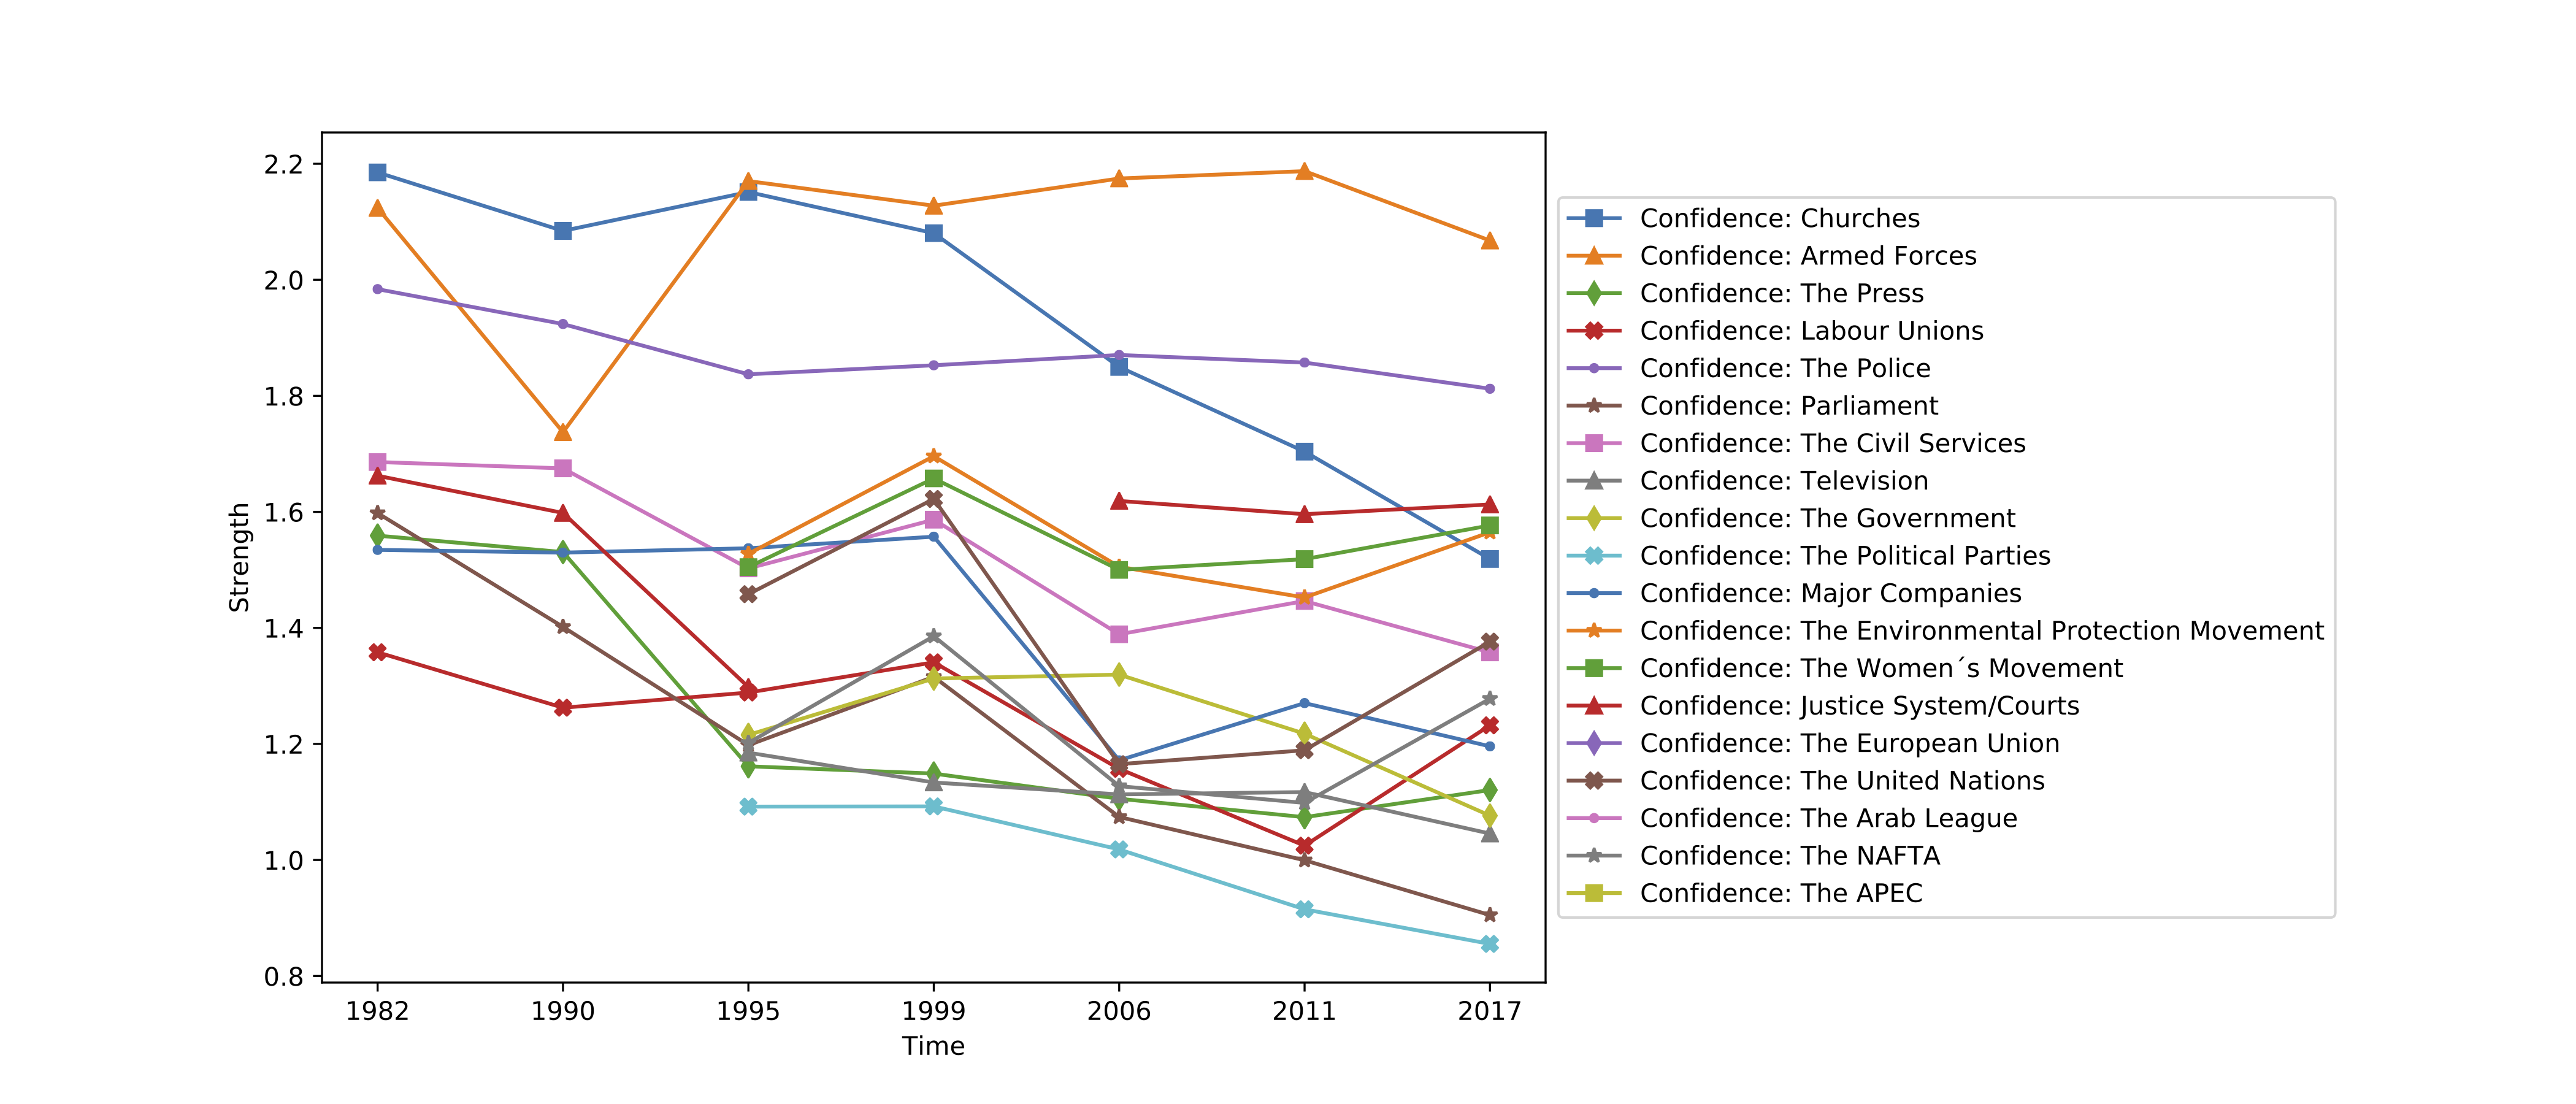 2.2
2.0
1.8
1.6
1.4
1.2
1.0
0.8
Strength
1982 1990 1995 1999 2006 2011 2017
Time
Confidence: Churches
Confidence: Armed Forces
Confidence: The Press
Confidence: Labour Unions
Confidence: The Police
Confidence: Parliament
Confidence: The Civil Services
Confidence: Television
Confidence: The Government
Confidence: The Political Parties
Confidence: Major Companies
Confidence: The Environmental Protection Movement
Confidence: The Women´s Movement
Confidence: Justice System/Courts
Confidence: The European Union
Confidence: The United Nations
Confidence: The Arab League
Confidence: The NAFTA
Confidence: The APEC